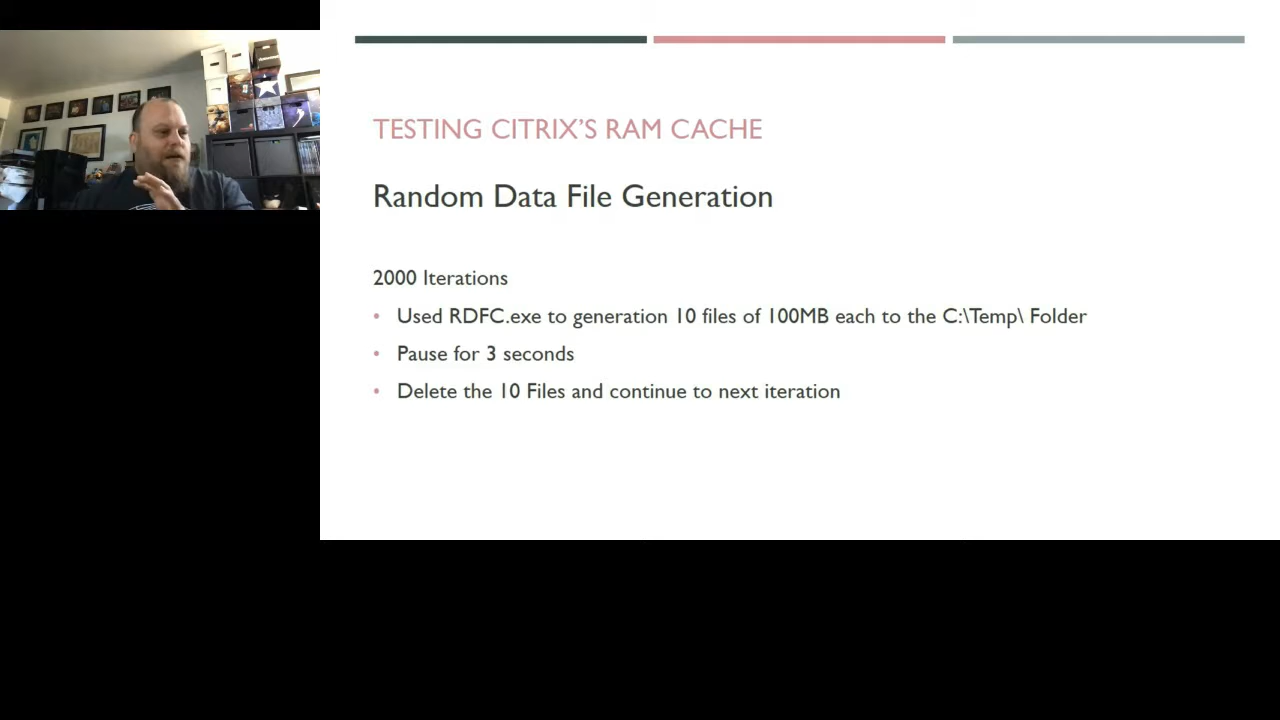 TESTING CITRIX'S RAM CACHE
Random Data File Generation
2000 Iterations
• Used RDFC.exe to generation 10 files of 100MB each to the C:\Temp\ Folder
• Pause for 3 seconds
• Delete the 10 Files and continue to next iteration